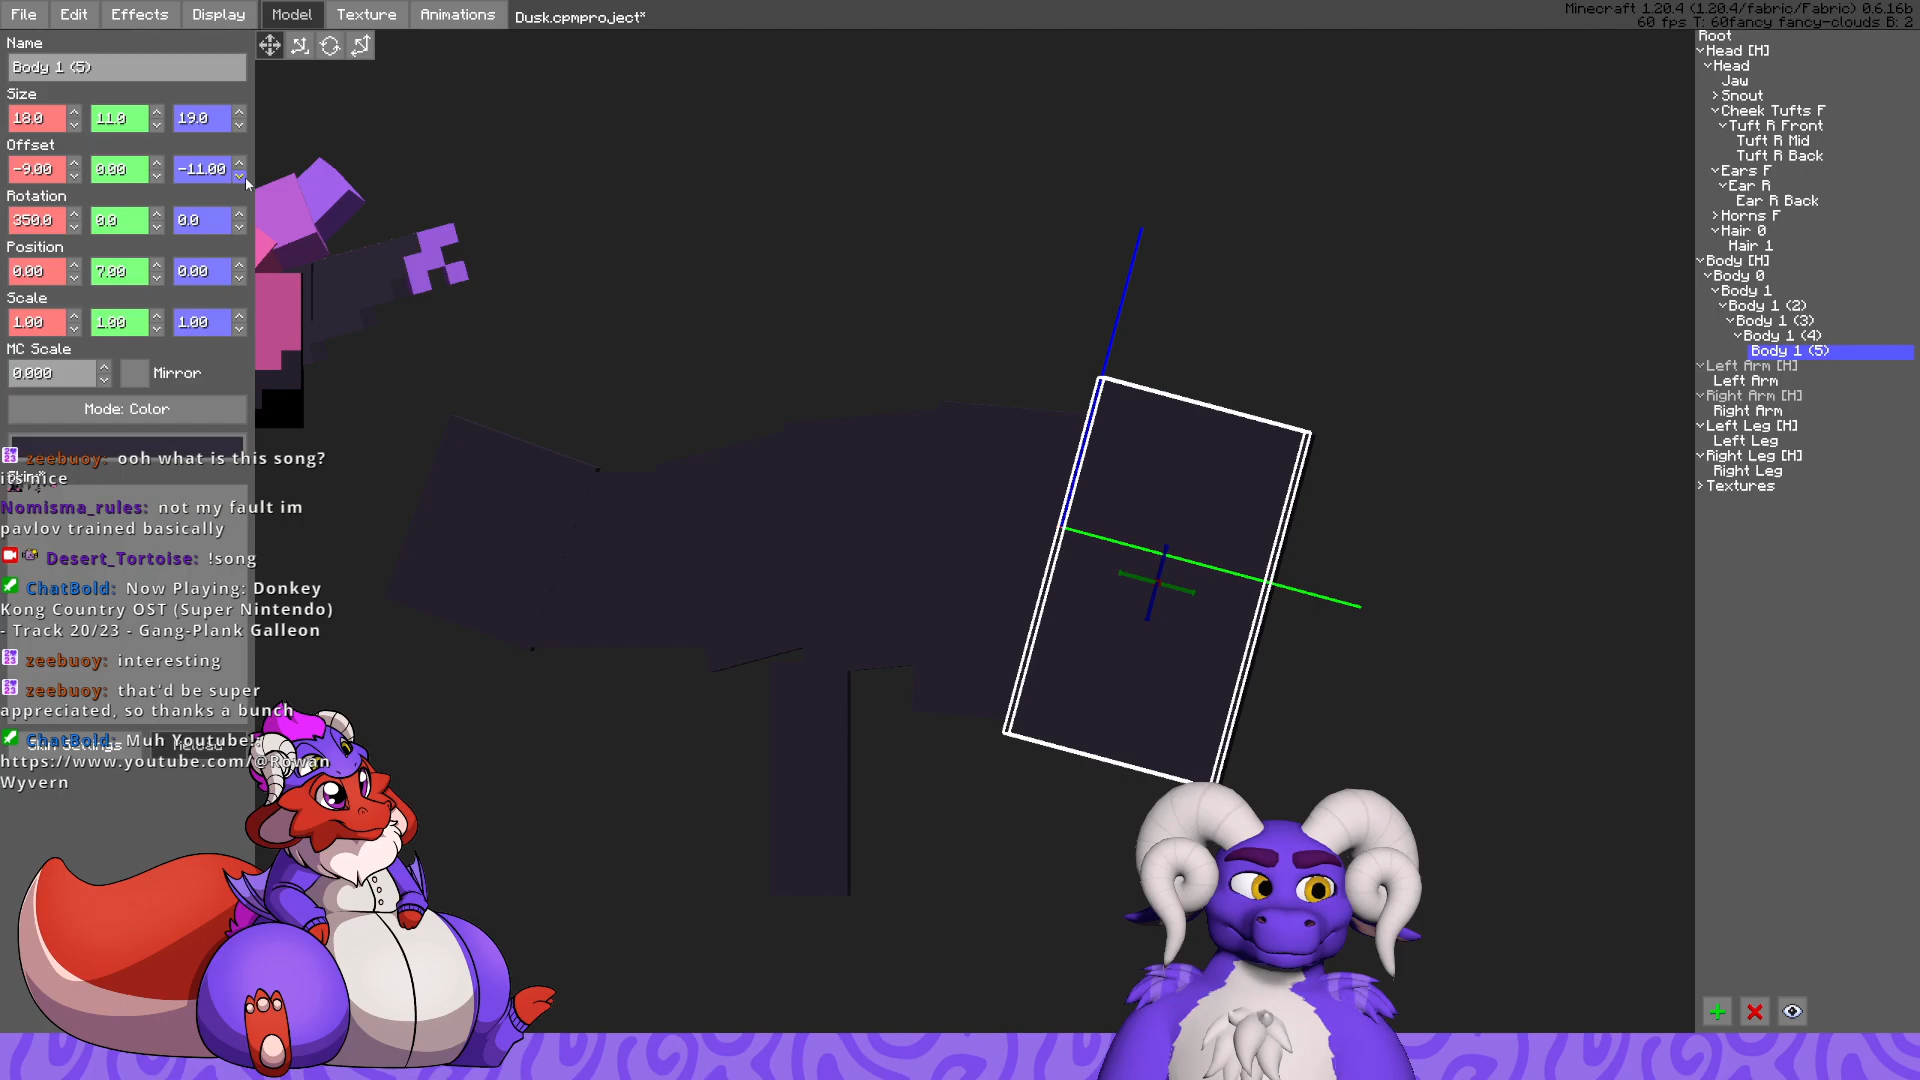 File Edit Effects Display Model Texture Animations Dusk.cpmproject*
Minecraft 1.20.4 (1.20.4/fabric/Fabric) 0.6.16b
60 fps T: 60fancy fancy-clouds B: 2
Name
Body 1 (5)
Size
18.0 11.0 19.0
Offset
-9.00 0.00 -11.00
Rotation
350.0 0.0 0.0
Position
0.00 7.00 0.00
Scale
1.00 1.00 1.00
MC Scale
0.000 Mirror
Mode: Color
zeebuoy: ooh what is this song?
its nice
Nomisma_rules: not my fault im
pavlov trained basically
Desert_Tortoise: !song
ChatBold: Now Playing: Donkey
Kong Country OST (Super Nintendo)
- Track 20/23 - Gang-Plank Galleon
zeebuoy: interesting
zeebuoy: that'd be super
appreciated, so thanks a bunch
ChatBold: Muh Youtube!:
https://www.youtube.com/@Rowan
Wyvern
Skin Settings Reload
Root
Head [H]
Head
Jaw
Snout
Cheek Tufts F
Tuft R Front
Tuft R Mid
Tuft R Back
Ears F
Ear R
Ear R Back
Horns F
Hair 0
Hair 1
Body [H]
Body 0
Body 1
Body 1 (2)
Body 1 (3)
Body 1 (4)
Body 1 (5)
Left Arm [H]
Left Arm
Right Arm [H]
Right Arm
Left Leg [H]
Left Leg
Right Leg [H]
Right Leg
Textures